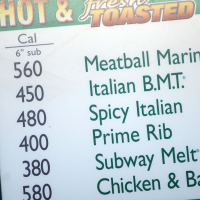 HOT & fresh TOASTED
Cal
6" sub
560 Meatball Marin
450 Italian B.M.T.®
480 Spicy Italian
400 Prime Rib
380 Subway Melt®
580 Chicken & Ba